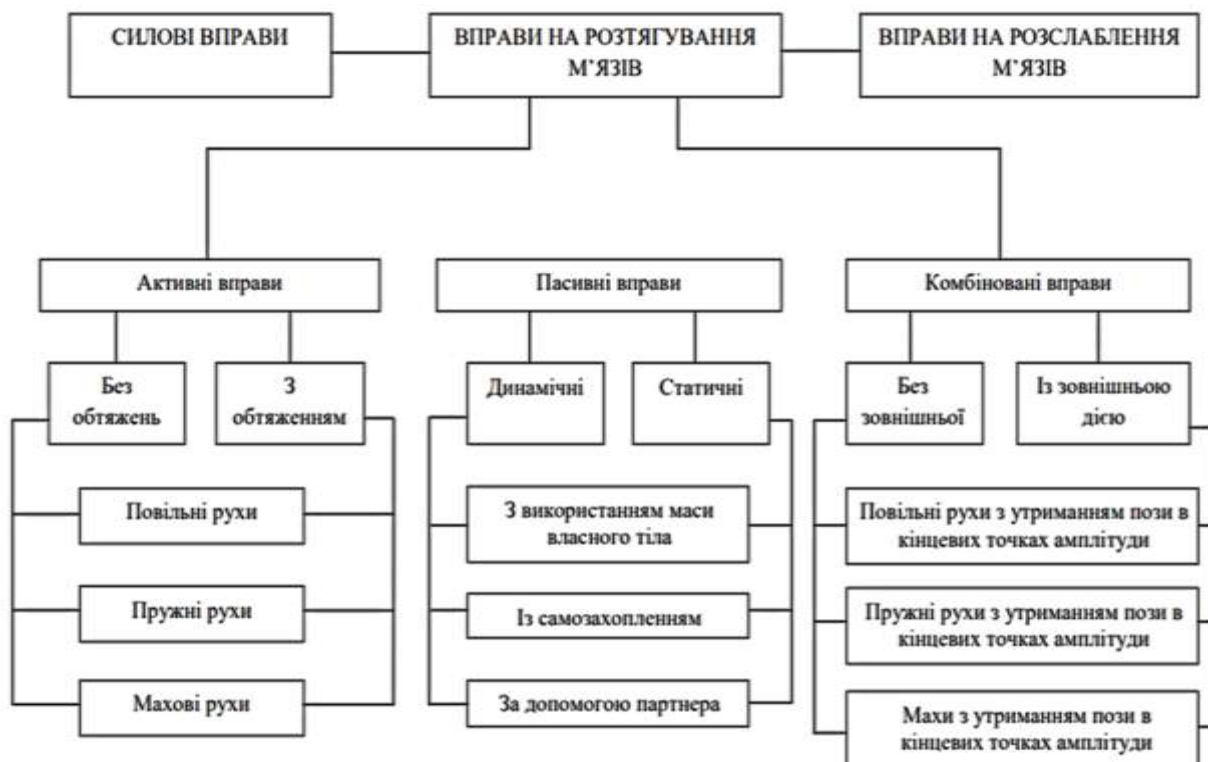 СИЛОВІ ВПРАВИ
ВПРАВИ НА РОЗТЯГУВАННЯ
М'ЯЗІВ
ВПРАВИ НА РОЗСЛАБЛЕННЯ
М'ЯЗІВ
Активні вправи
Пасивні вправи
Комбіновані вправи
Без
обтяжень
З
обтяженням
Динамічні
Статичні
Без
зовнішньої
Із зовнішньою
дією
Повільні рухи
Пружні рухи
Махові рухи
З використанням маси
власного тіла
Із самозахопленням
За допомогою партнера
Повільні рухи з утриманням пози в
кінцевих точках амплітуди
Пружні рухи з утриманням пози в
кінцевих точках амплітуди
Махи з утриманням пози в
кінцевих точках амплітуди